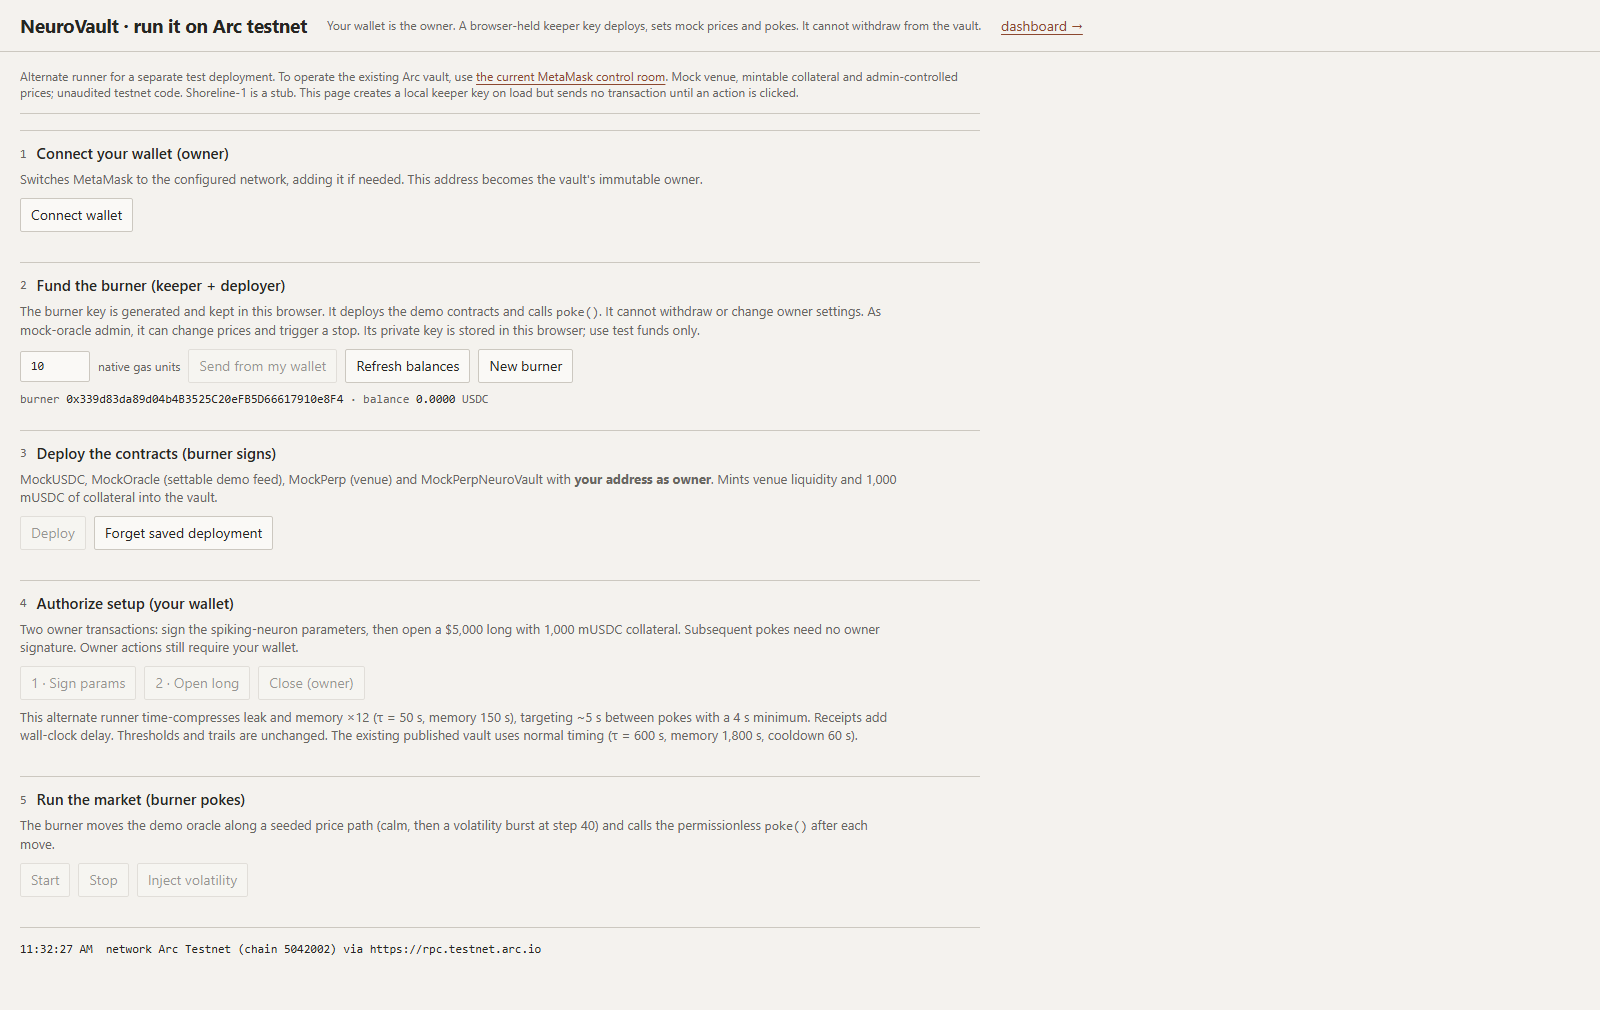 NeuroVault · run it on Arc testnet
Your wallet is the owner. A browser-held keeper key deploys, sets mock prices and pokes. It cannot withdraw from the vault.
dashboard →
Alternate runner for a separate test deployment. To operate the existing Arc vault, use the current MetaMask control room. Mock venue, mintable collateral and admin-controlled
prices; unaudited testnet code. Shoreline-1 is a stub. This page creates a local keeper key on load but sends no transaction until an action is clicked.
1 Connect your wallet (owner)
Switches MetaMask to the configured network, adding it if needed. This address becomes the vault's immutable owner.
Connect wallet
2 Fund the burner (keeper + deployer)
The burner key is generated and kept in this browser. It deploys the demo contracts and calls poke(). It cannot withdraw or change owner settings. As
mock-oracle admin, it can change prices and trigger a stop. Its private key is stored in this browser; use test funds only.
10 native gas units Send from my wallet Refresh balances New burner
burner 0x339d83da89d04b4B3525C20eFB5D66617910e8F4 · balance 0.0000 USDC
3 Deploy the contracts (burner signs)
MockUSDC, MockOracle (settable demo feed), MockPerp (venue) and MockPerpNeuroVault with your address as owner. Mints venue liquidity and 1,000
mUSDC of collateral into the vault.
Deploy Forget saved deployment
4 Authorize setup (your wallet)
Two owner transactions: sign the spiking-neuron parameters, then open a $5,000 long with 1,000 mUSDC collateral. Subsequent pokes need no owner
signature. Owner actions still require your wallet.
1 · Sign params 2 · Open long Close (owner)
This alternate runner time-compresses leak and memory ×12 (τ = 50 s, memory 150 s), targeting ~5 s between pokes with a 4 s minimum. Receipts add
wall-clock delay. Thresholds and trails are unchanged. The existing published vault uses normal timing (τ = 600 s, memory 1,800 s, cooldown 60 s).
5 Run the market (burner pokes)
The burner moves the demo oracle along a seeded price path (calm, then a volatility burst at step 40) and calls the permissionless poke() after each
move.
Start Stop Inject volatility
11:32:27 AM network Arc Testnet (chain 5042002) via https://rpc.testnet.arc.io